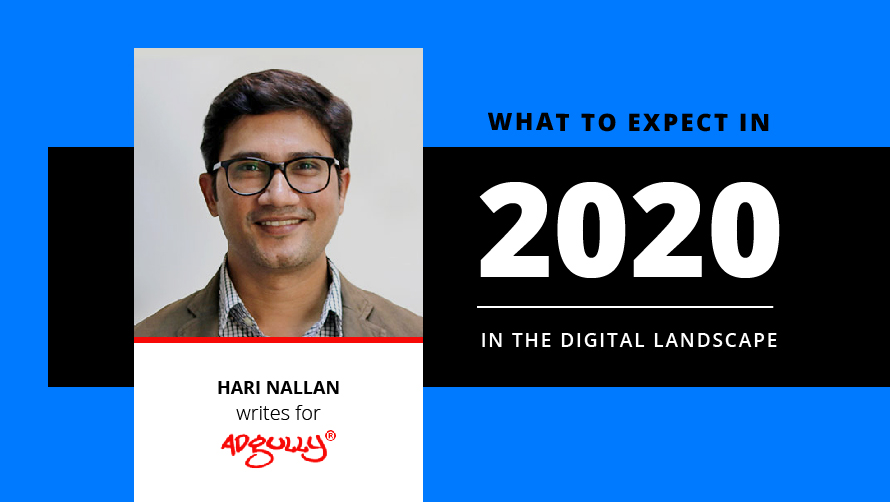 WHAT TO EXPECT IN
2020
IN THE DIGITAL LANDSCAPE
HARI NALLAN
writes for
ADGULLY®